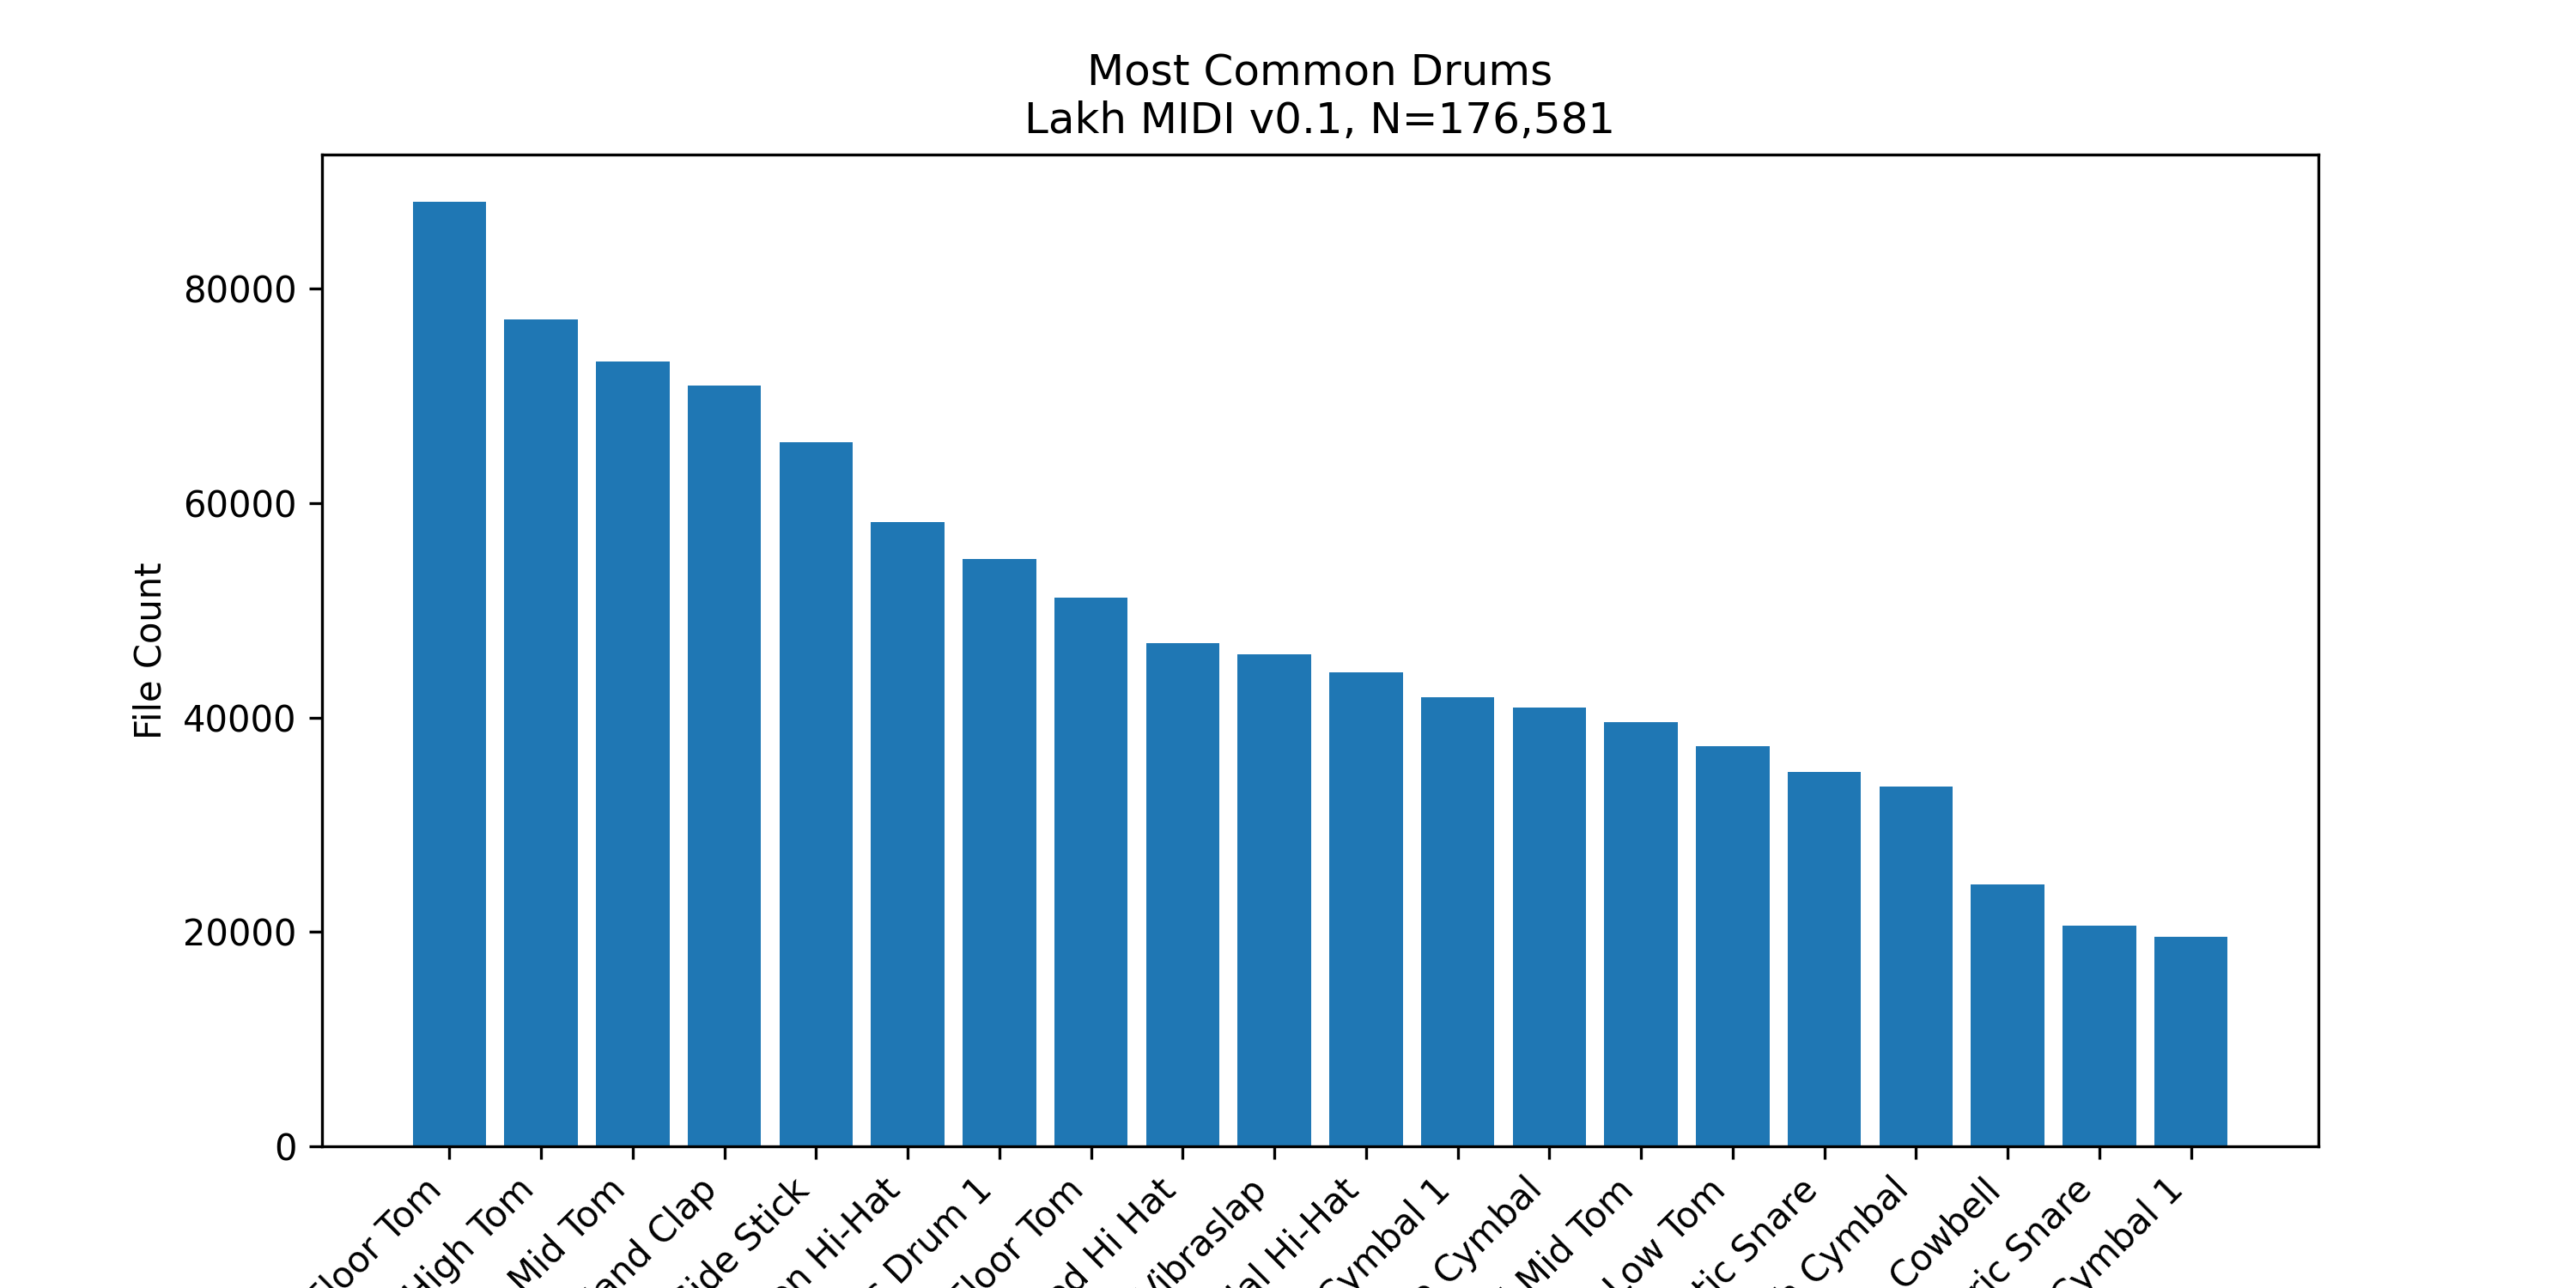 Most Common Drums
Lakh MIDI v0.1, N=176,581
File Count
80000
60000
40000
20000
0
Floor Tom
High Tom
Mid Tom
Clap
Stick
Hi-Hat
Drum 1
Floor Tom
Hi Hat
Vibraslap
Hi-Hat
Cymbal 1
Cymbal
Mid Tom
Low Tom
Snare
Cymbal
Cowbell
Snare
Cymbal 1